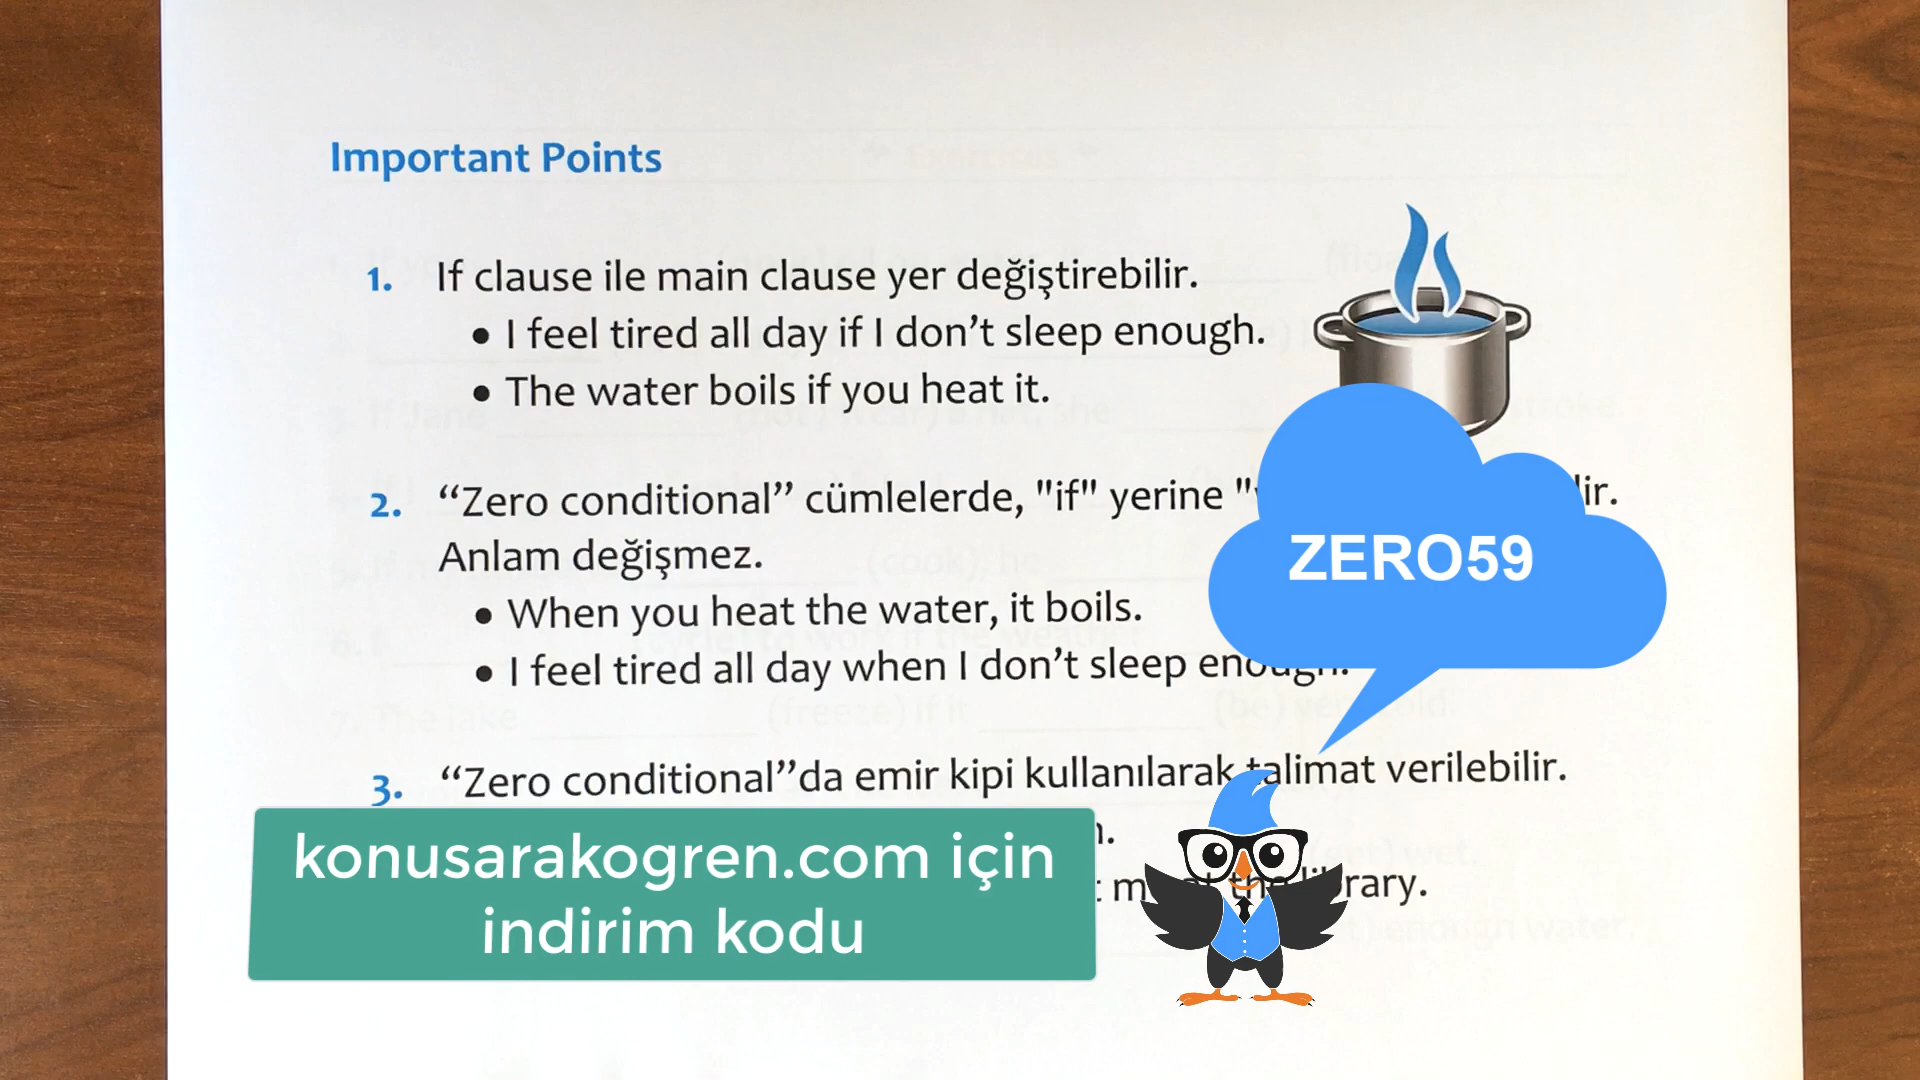 Important Points
1. If clause ile main clause yer değiştirebilir.
• I feel tired all day if I don’t sleep enough.
• The water boils if you heat it.
2. “Zero conditional” cümlelerde, "if" yerine "
Anlam değişmez.
• When you heat the water, it boils.
• I feel tired all day when I don’t sleep enough.
3. “Zero conditional”da emir kipi kullanılarak talimat verilebilir.
the library.
ZERO59
konusarakogren.com için
indirim kodu